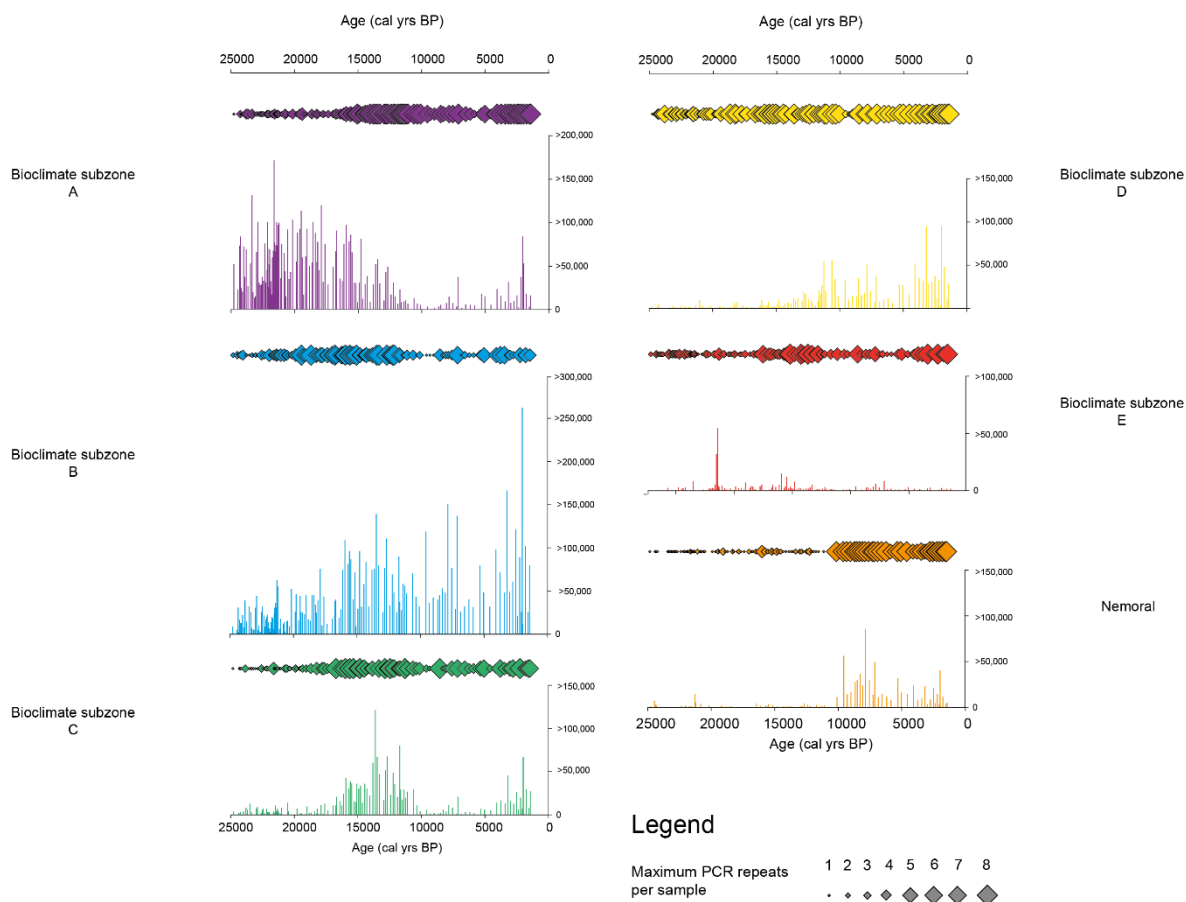 Age (cal yrs BP)
25000 20000 15000 10000 5000 0
>200,000
>150,000
>100,000
>50,000
0
Bioclimate subzone
A
>300,000
>250,000
>200,000
>150,000
>100,000
>50,000
0
Bioclimate subzone
B
>150,000
>100,000
>50,000
0
Bioclimate subzone
C
25000 20000 15000 10000 5000 0
Age (cal yrs BP)
Age (cal yrs BP)
25000 20000 15000 10000 5000 0
>150,000
>100,000
>50,000
0
Bioclimate subzone
D
>100,000
>50,000
0
Bioclimate subzone
E
>150,000
>100,000
>50,000
0
Nemoral
25000 20000 15000 10000 5000 0
Age (cal yrs BP)
Legend
Maximum PCR repeats
per sample
1 2 3 4 5 6 7 8